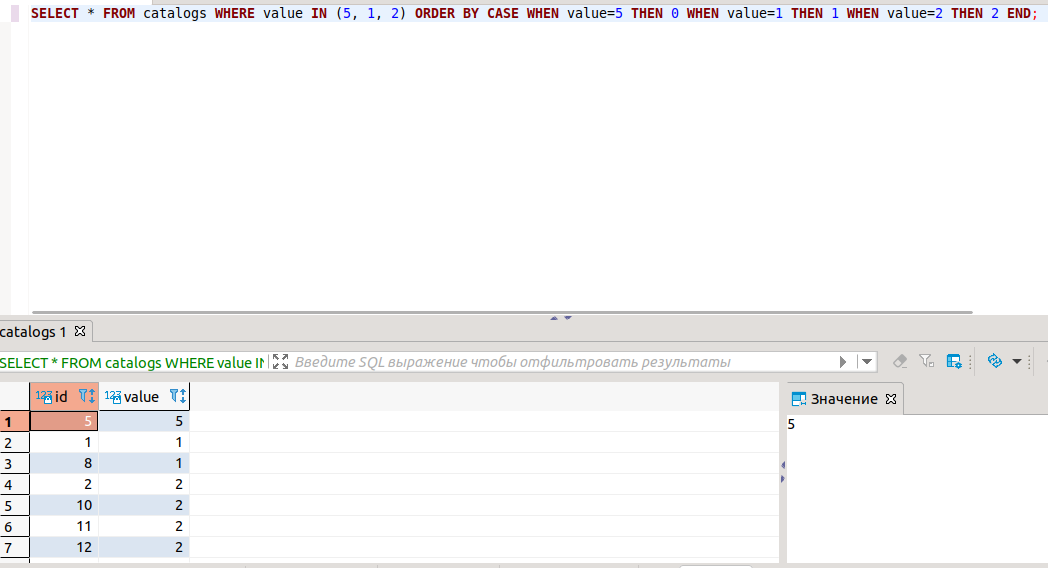 SELECT * FROM catalogs WHERE value IN (5, 1, 2) ORDER BY CASE WHEN value=5 THEN 0 WHEN value=1 THEN 1 WHEN value=2 THEN 2 END;
catalogs 1
SELECT * FROM catalogs WHERE value IN Введите SQL выражение чтобы отфильтровать результаты
123 id 123 value Значение
1 5 5 5
2 1 1
3 8 1
4 2 2
5 10 2
6 11 2
7 12 2